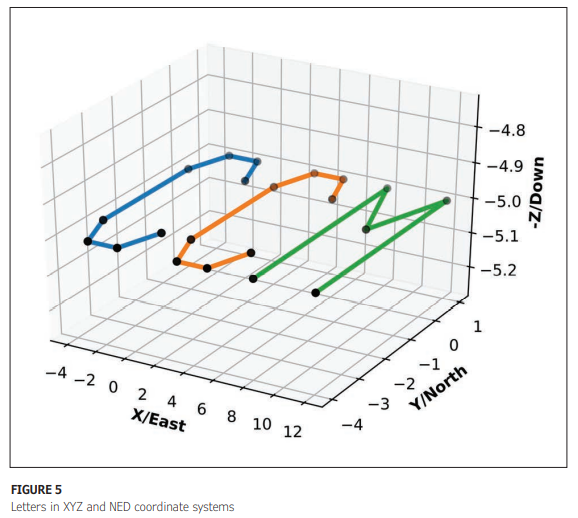 −4.8
−4.9
−5.0
−5.1
−5.2
-Z/Down
−4 −2 0 2 4 6 8 10 12
X/East
−4 −3 −2 −1 0 1
Y/North
FIGURE 5
Letters in XYZ and NED coordinate systems